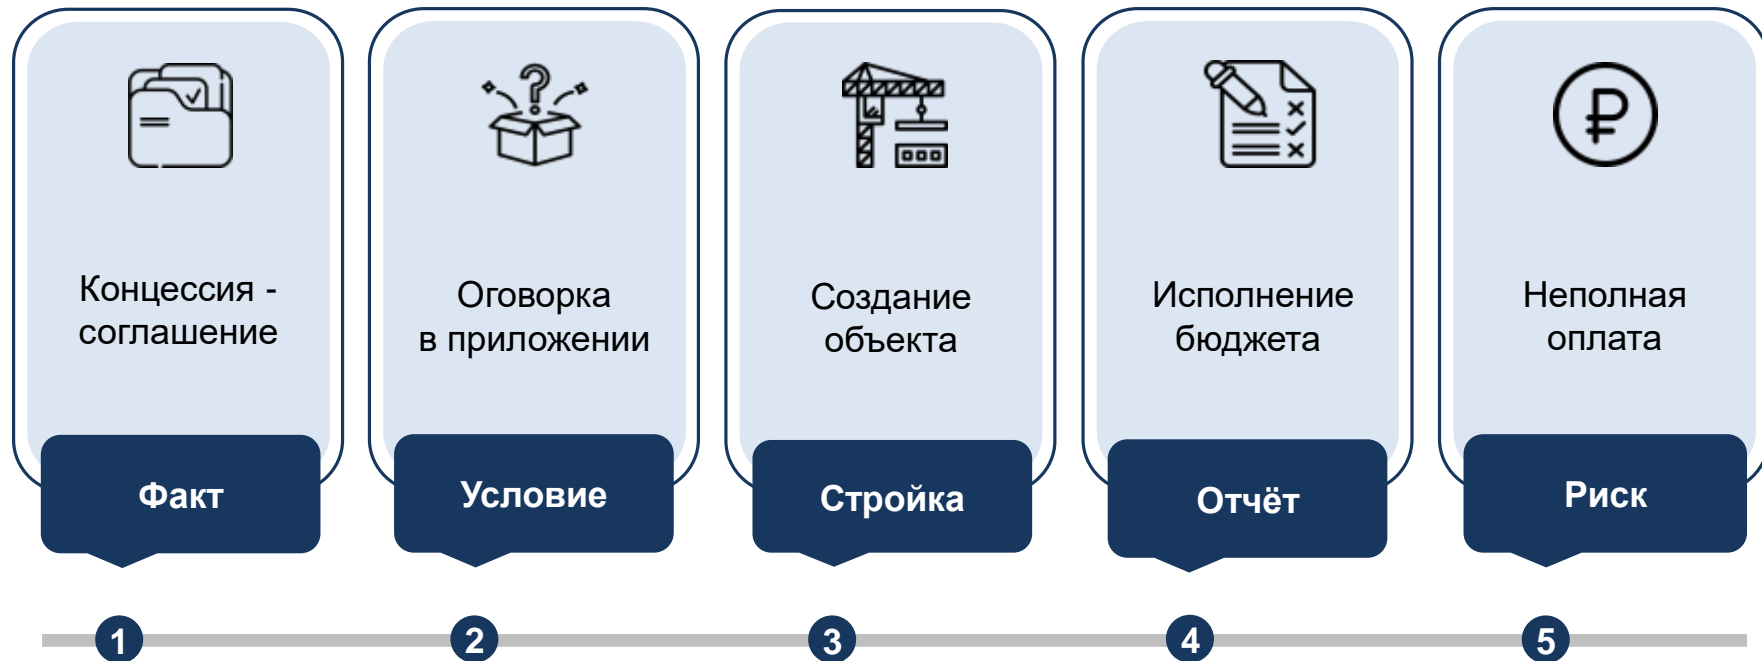 Концессия -
соглашение
Факт
1
Оговорка
в приложении
Условие
2
Создание
объекта
Стройка
3
Исполнение
бюджета
Отчёт
4
Неполная
оплата
Риск
5